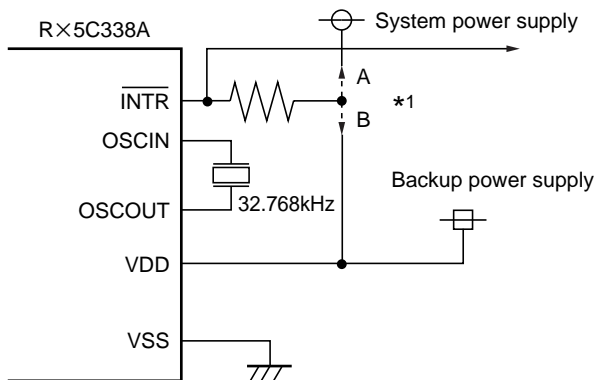 R×5C338A
System power supply
A
INTR
*1
B
OSCIN
Backup power supply
32.768kHz
OSCOUT
VDD
VSS